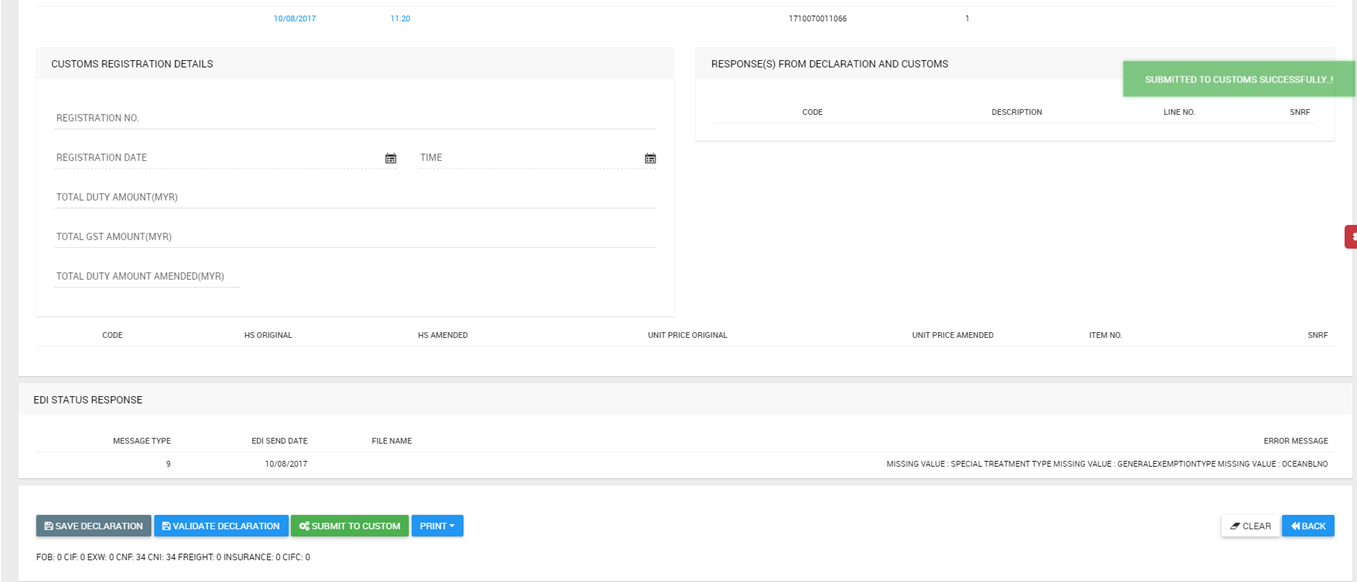 10/08/2017 11:20 1710070011066 1
CUSTOMS REGISTRATION DETAILS
REGISTRATION NO.
REGISTRATION DATE TIME
TOTAL DUTY AMOUNT(MYR)
TOTAL GST AMOUNT(MYR)
TOTAL DUTY AMOUNT AMENDED(MYR)
RESPONSE(S) FROM DECLARATION AND CUSTOMS
SUBMITTED TO CUSTOMS SUCCESSFULLY..!
CODE DESCRIPTION LINE NO. SNRF
CODE HS ORIGINAL HS AMENDED UNIT PRICE ORIGINAL UNIT PRICE AMENDED ITEM NO. SNRF
EDI STATUS RESPONSE
MESSAGE TYPE EDI SEND DATE FILE NAME ERROR MESSAGE
9 10/08/2017 MISSING VALUE : SPECIAL TREATMENT TYPE MISSING VALUE : GENERALEXEMPTIONTYPE MISSING VALUE : OCEANBLNO
SAVE DECLARATION VALIDATE DECLARATION SUBMIT TO CUSTOM PRINT CLEAR BACK
FOB: 0 CIF: 0 EXW: 0 CNF: 34 CNI: 34 FREIGHT: 0 INSURANCE: 0 CIFC: 0